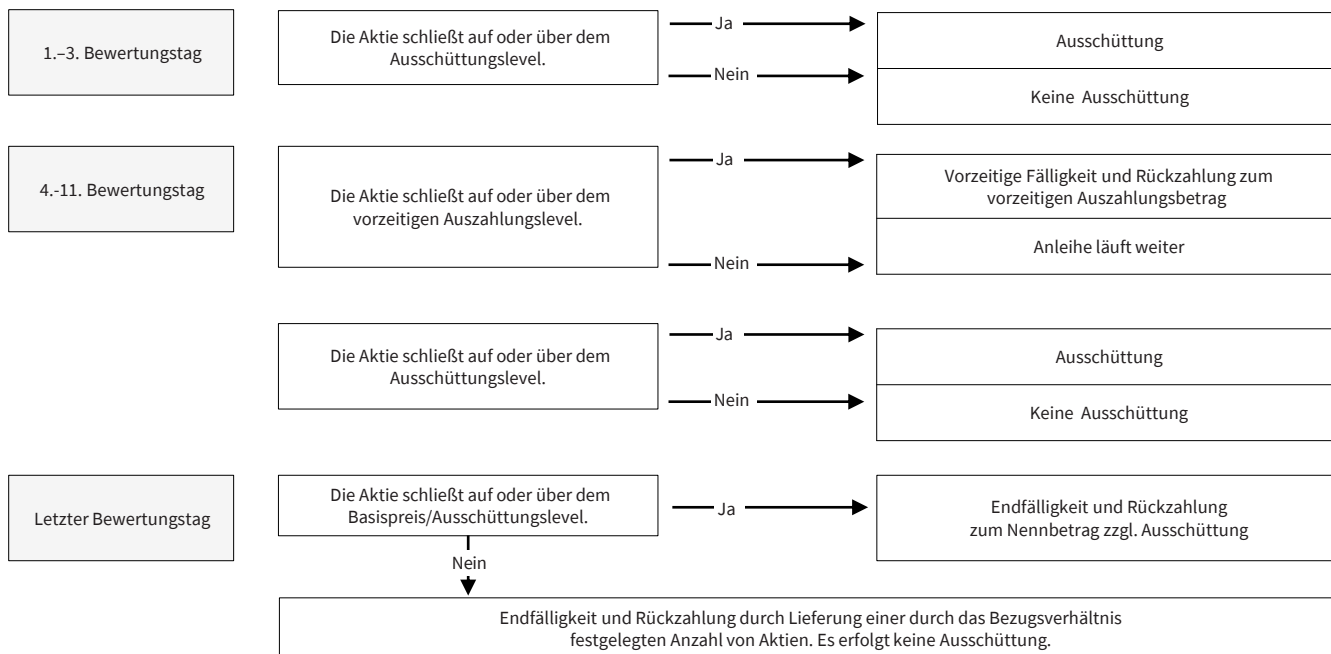 1.–3. Bewertungstag
Die Aktie schließt auf oder über dem
Ausschüttungslevel.
Ja
Nein
Ausschüttung
Keine Ausschüttung
4.-11. Bewertungstag
Die Aktie schließt auf oder über dem
vorzeitigen Auszahlungslevel.
Ja
Nein
Vorzeitige Fälligkeit und Rückzahlung zum
vorzeitigen Auszahlungsbetrag
Anleihe läuft weiter
Die Aktie schließt auf oder über dem
Ausschüttungslevel.
Ja
Nein
Ausschüttung
Keine Ausschüttung
Letzter Bewertungstag
Die Aktie schließt auf oder über dem
Basispreis/Ausschüttungslevel.
Ja
Endfälligkeit und Rückzahlung
zum Nennbetrag zzgl. Ausschüttung
Nein
Endfälligkeit und Rückzahlung durch Lieferung einer durch das Bezugsverhältnis
festgelegten Anzahl von Aktien. Es erfolgt keine Ausschüttung.